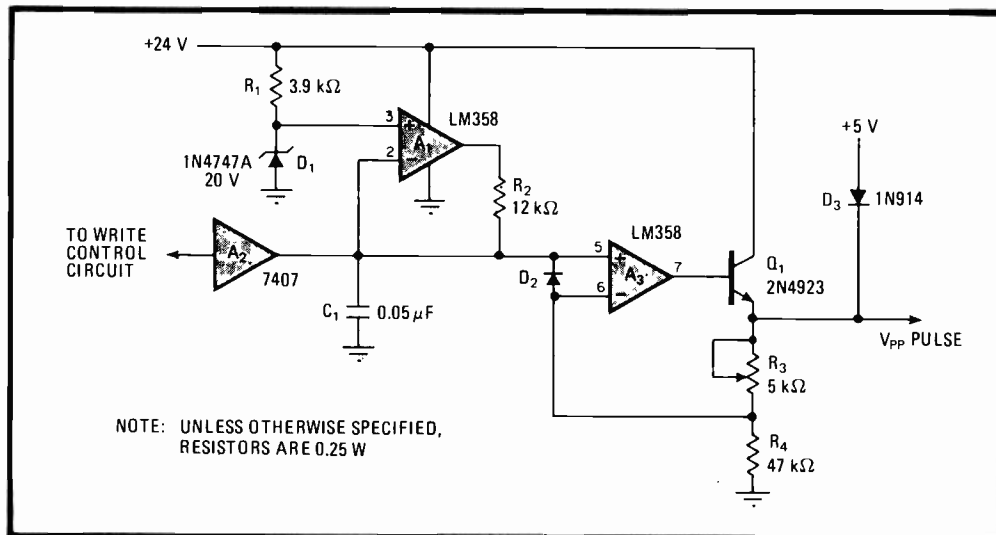 +24 V
R1
3.9 kΩ
LM358
3
+
A1
2
−
1N4747A
20 V
D1
R2
12 kΩ
+5 V
D3
1N914
TO WRITE
CONTROL
CIRCUIT
A2
7407
LM358
D2
5
+
A3
7
6
−
Q1
2N4923
C1
0.05 μF
VPP PULSE
R3
5 kΩ
NOTE: UNLESS OTHERWISE SPECIFIED,
RESISTORS ARE 0.25 W
R4
47 kΩ